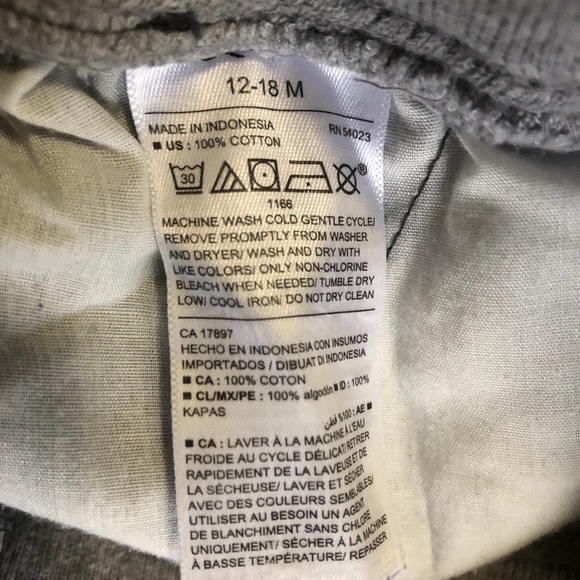 12-18 M
MADE IN INDONESIA RN 54023
■ US : 100% COTTON
30
1166
MACHINE WASH COLD GENTLE CYCLE/
REMOVE PROMPTLY FROM WASHER
AND DRYER/ WASH AND DRY WITH
LIKE COLORS/ ONLY NON-CHLORINE
BLEACH WHEN NEEDED/ TUMBLE DRY
LOW/ COOL IRON/ DO NOT DRY CLEAN
CA 17897
HECHO EN INDONESIA CON INSUMOS
IMPORTADOS / DIBUAT DI INDONESIA
■ CA : 100% COTTON
■ CL/MX/PE : 100% algodón ■ ID : 100%
KAPAS
■ AE: 100% قطن
■ CA : LAVER À LA MACHINE À L'EAU
FROIDE AU CYCLE DÉLICAT/ RETIRER
RAPIDEMENT DE LA LAVEUSE ET DE
LA SÉCHEUSE/ LAVER ET SÉCHER
AVEC DES COULEURS SEMBLABLES/
UTILISER AU BESOIN UN AGENT
DE BLANCHIMENT SANS CHLORE
UNIQUEMENT/ SÉCHER À LA MACHINE
À BASSE TEMPÉRATURE/ REPASSER